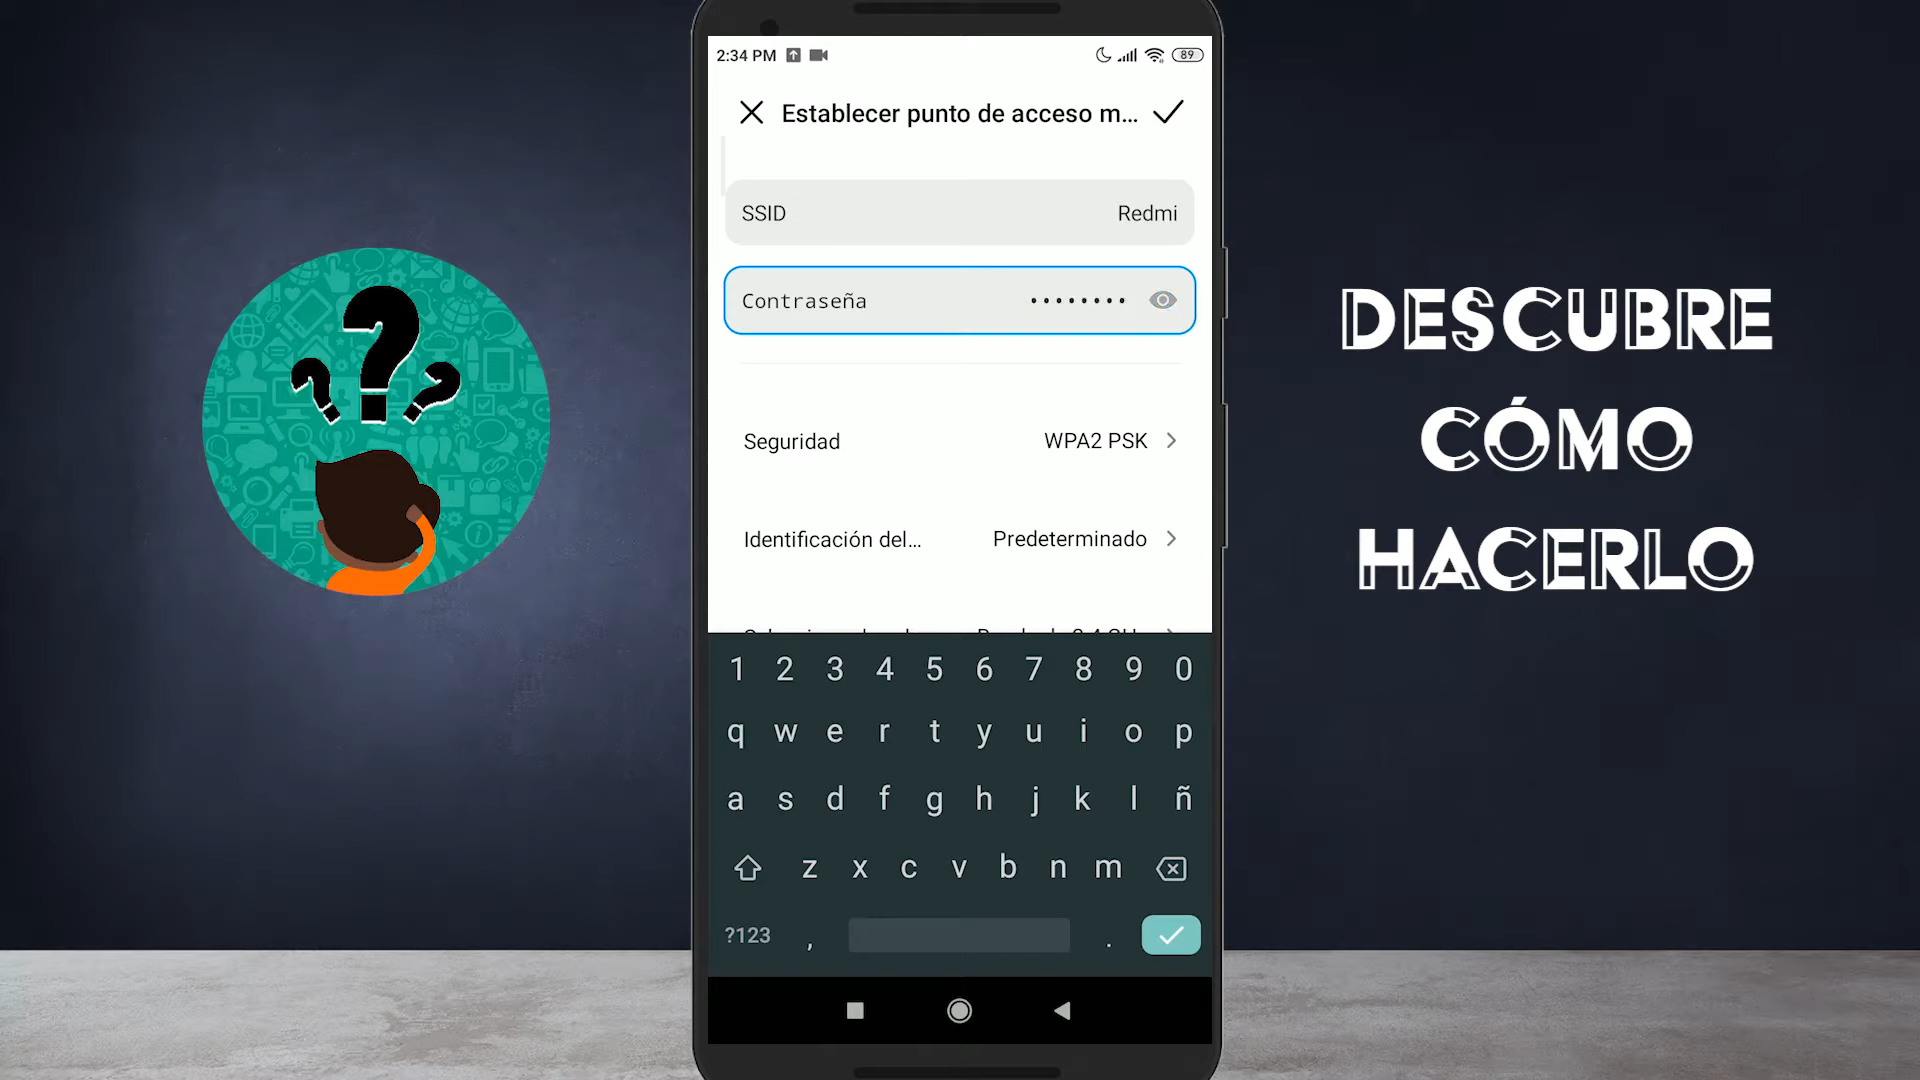 2:34 PM
89
Establecer punto de acceso m...
SSID Redmi
Contraseña ••••••••
Seguridad WPA2 PSK
Identificación del... Predeterminado
1 2 3 4 5 6 7 8 9 0
q w e r t y u i o p
a s d f g h j k l ñ
z x c v b n m
?123 , .
DESCUBRE
CÓMO
HACERLO